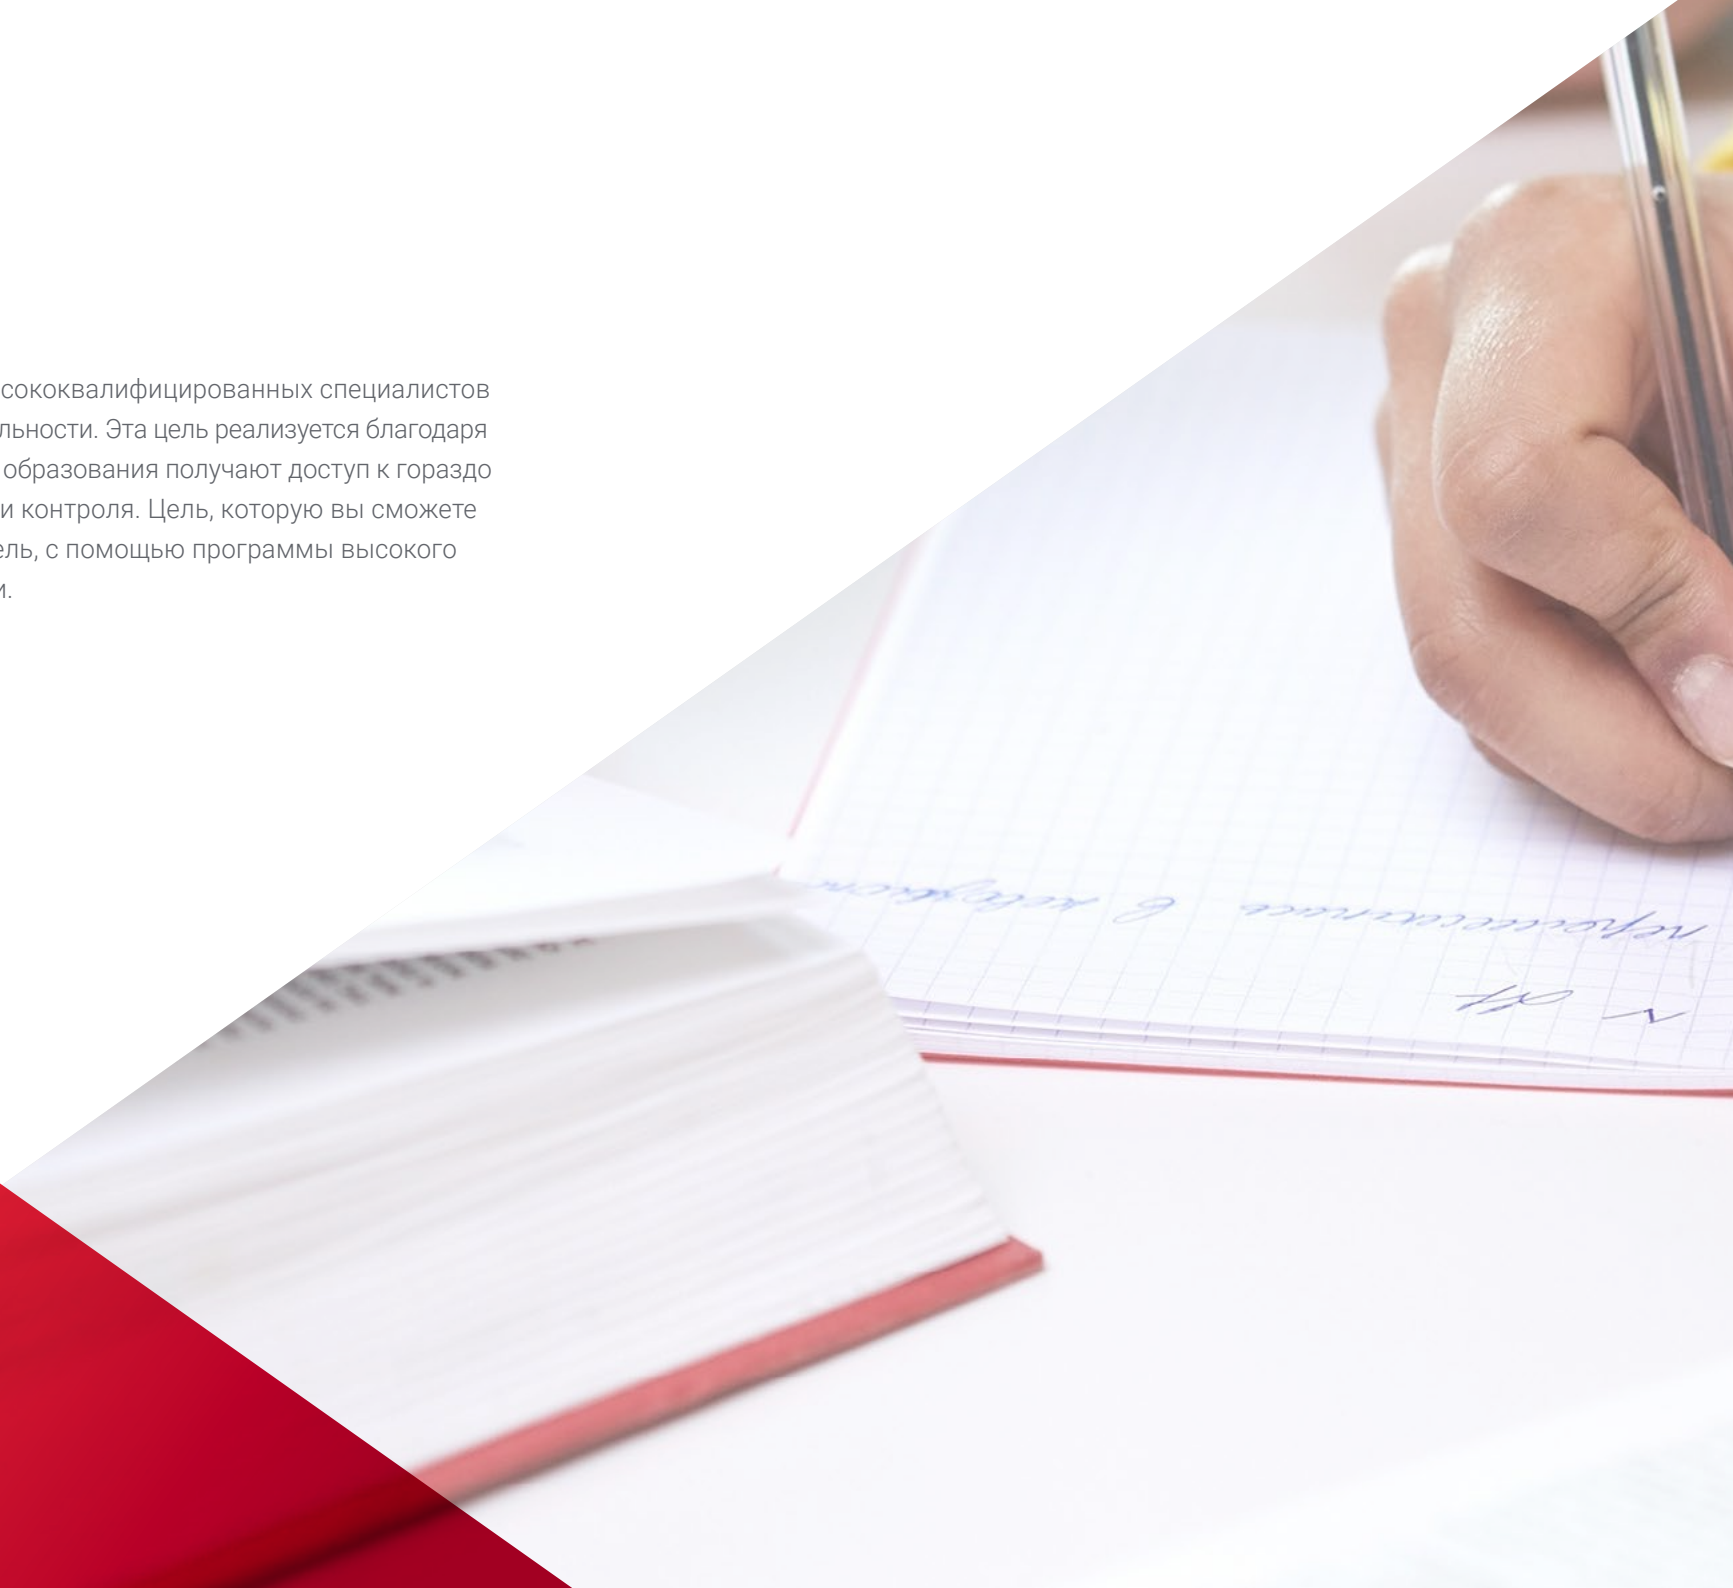 сококвалифицированных специалистов
льности. Эта цель реализуется благодаря
образования получают доступ к гораздо
и контроля. Цель, которую вы сможете
ель, с помощью программы высокого
и.